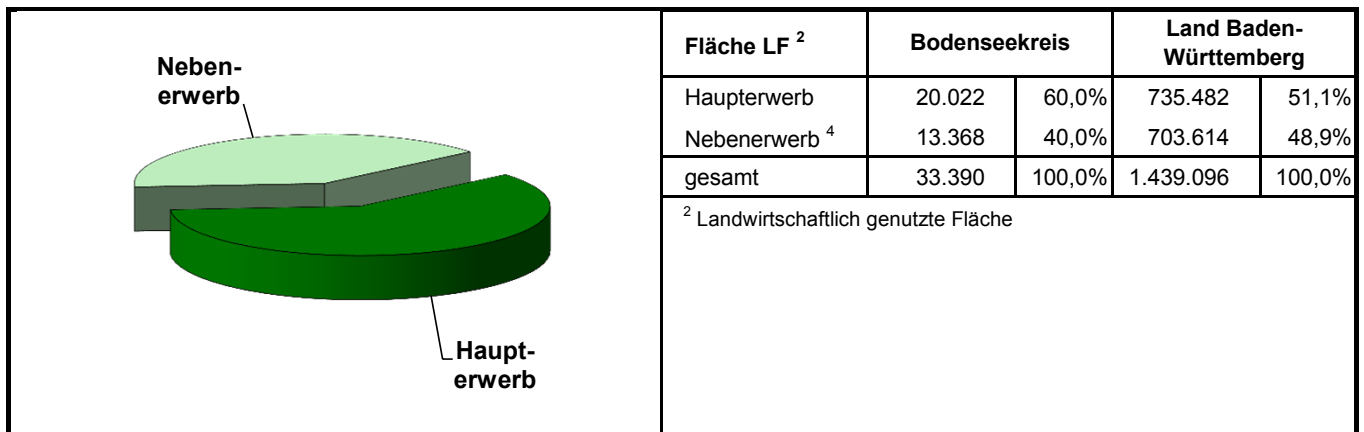 Neben-
erwerb
Haupt-
erwerb
Fläche LF ² Bodenseekreis Land Baden-
Württemberg
Haupterwerb 20.022 60,0% 735.482 51,1%
Nebenerwerb ⁴ 13.368 40,0% 703.614 48,9%
gesamt 33.390 100,0% 1.439.096 100,0%
² Landwirtschaftlich genutzte Fläche